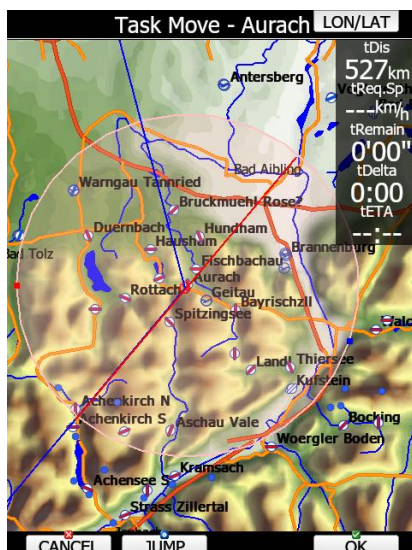 Task Move - Aurach
LON/LAT
tDis
527km
tReq.Sp
---km/h
tRemain
0'00"
tDelta
0:00
tETA
--:--
Antersberg
Bad Aibling
Warngau Tannried
Bruckmuehl Rose?
Duernbach
Hundham
Hausham
Brannenburg
Bad Tolz
Fischbachau
Aurach
Rottach
Geitau
Bayrischzll
Spitzingsee
Landl
Thiersee
Kufstein
Achenkirch N
Achenkirch S
Aschau Vale
Bocking
Woergler Boden
Kramsach
Achensee S
Strass Zillertal
CANCEL
JUMP
OK